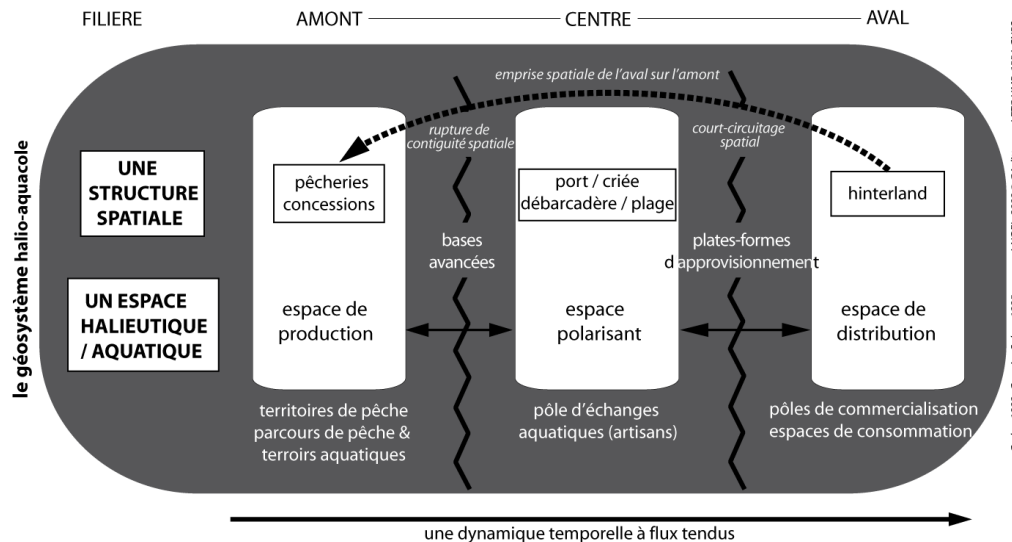 FILIERE
AMONT
CENTRE
AVAL
emprise spatiale de l'aval sur l'amont
rupture de
contiguité spatiale
court-circuitage
spatial
UNE
STRUCTURE
SPATIALE
pêcheries
concessions
port / criée
débarcadère / plage
hinterland
bases
avancées
plates-formes
d'approvisionnement
UN ESPACE
HALIEUTIQUE
/ AQUATIQUE
espace de
production
espace
polarisant
espace de
distribution
territoires de pêche
parcours de pêche &
terroirs aquatiques
pôle d'échanges
aquatiques (artisans)
pôles de commercialisation
espaces de consommation
le géosystème halio-aquacole
une dynamique temporelle à flux tendus